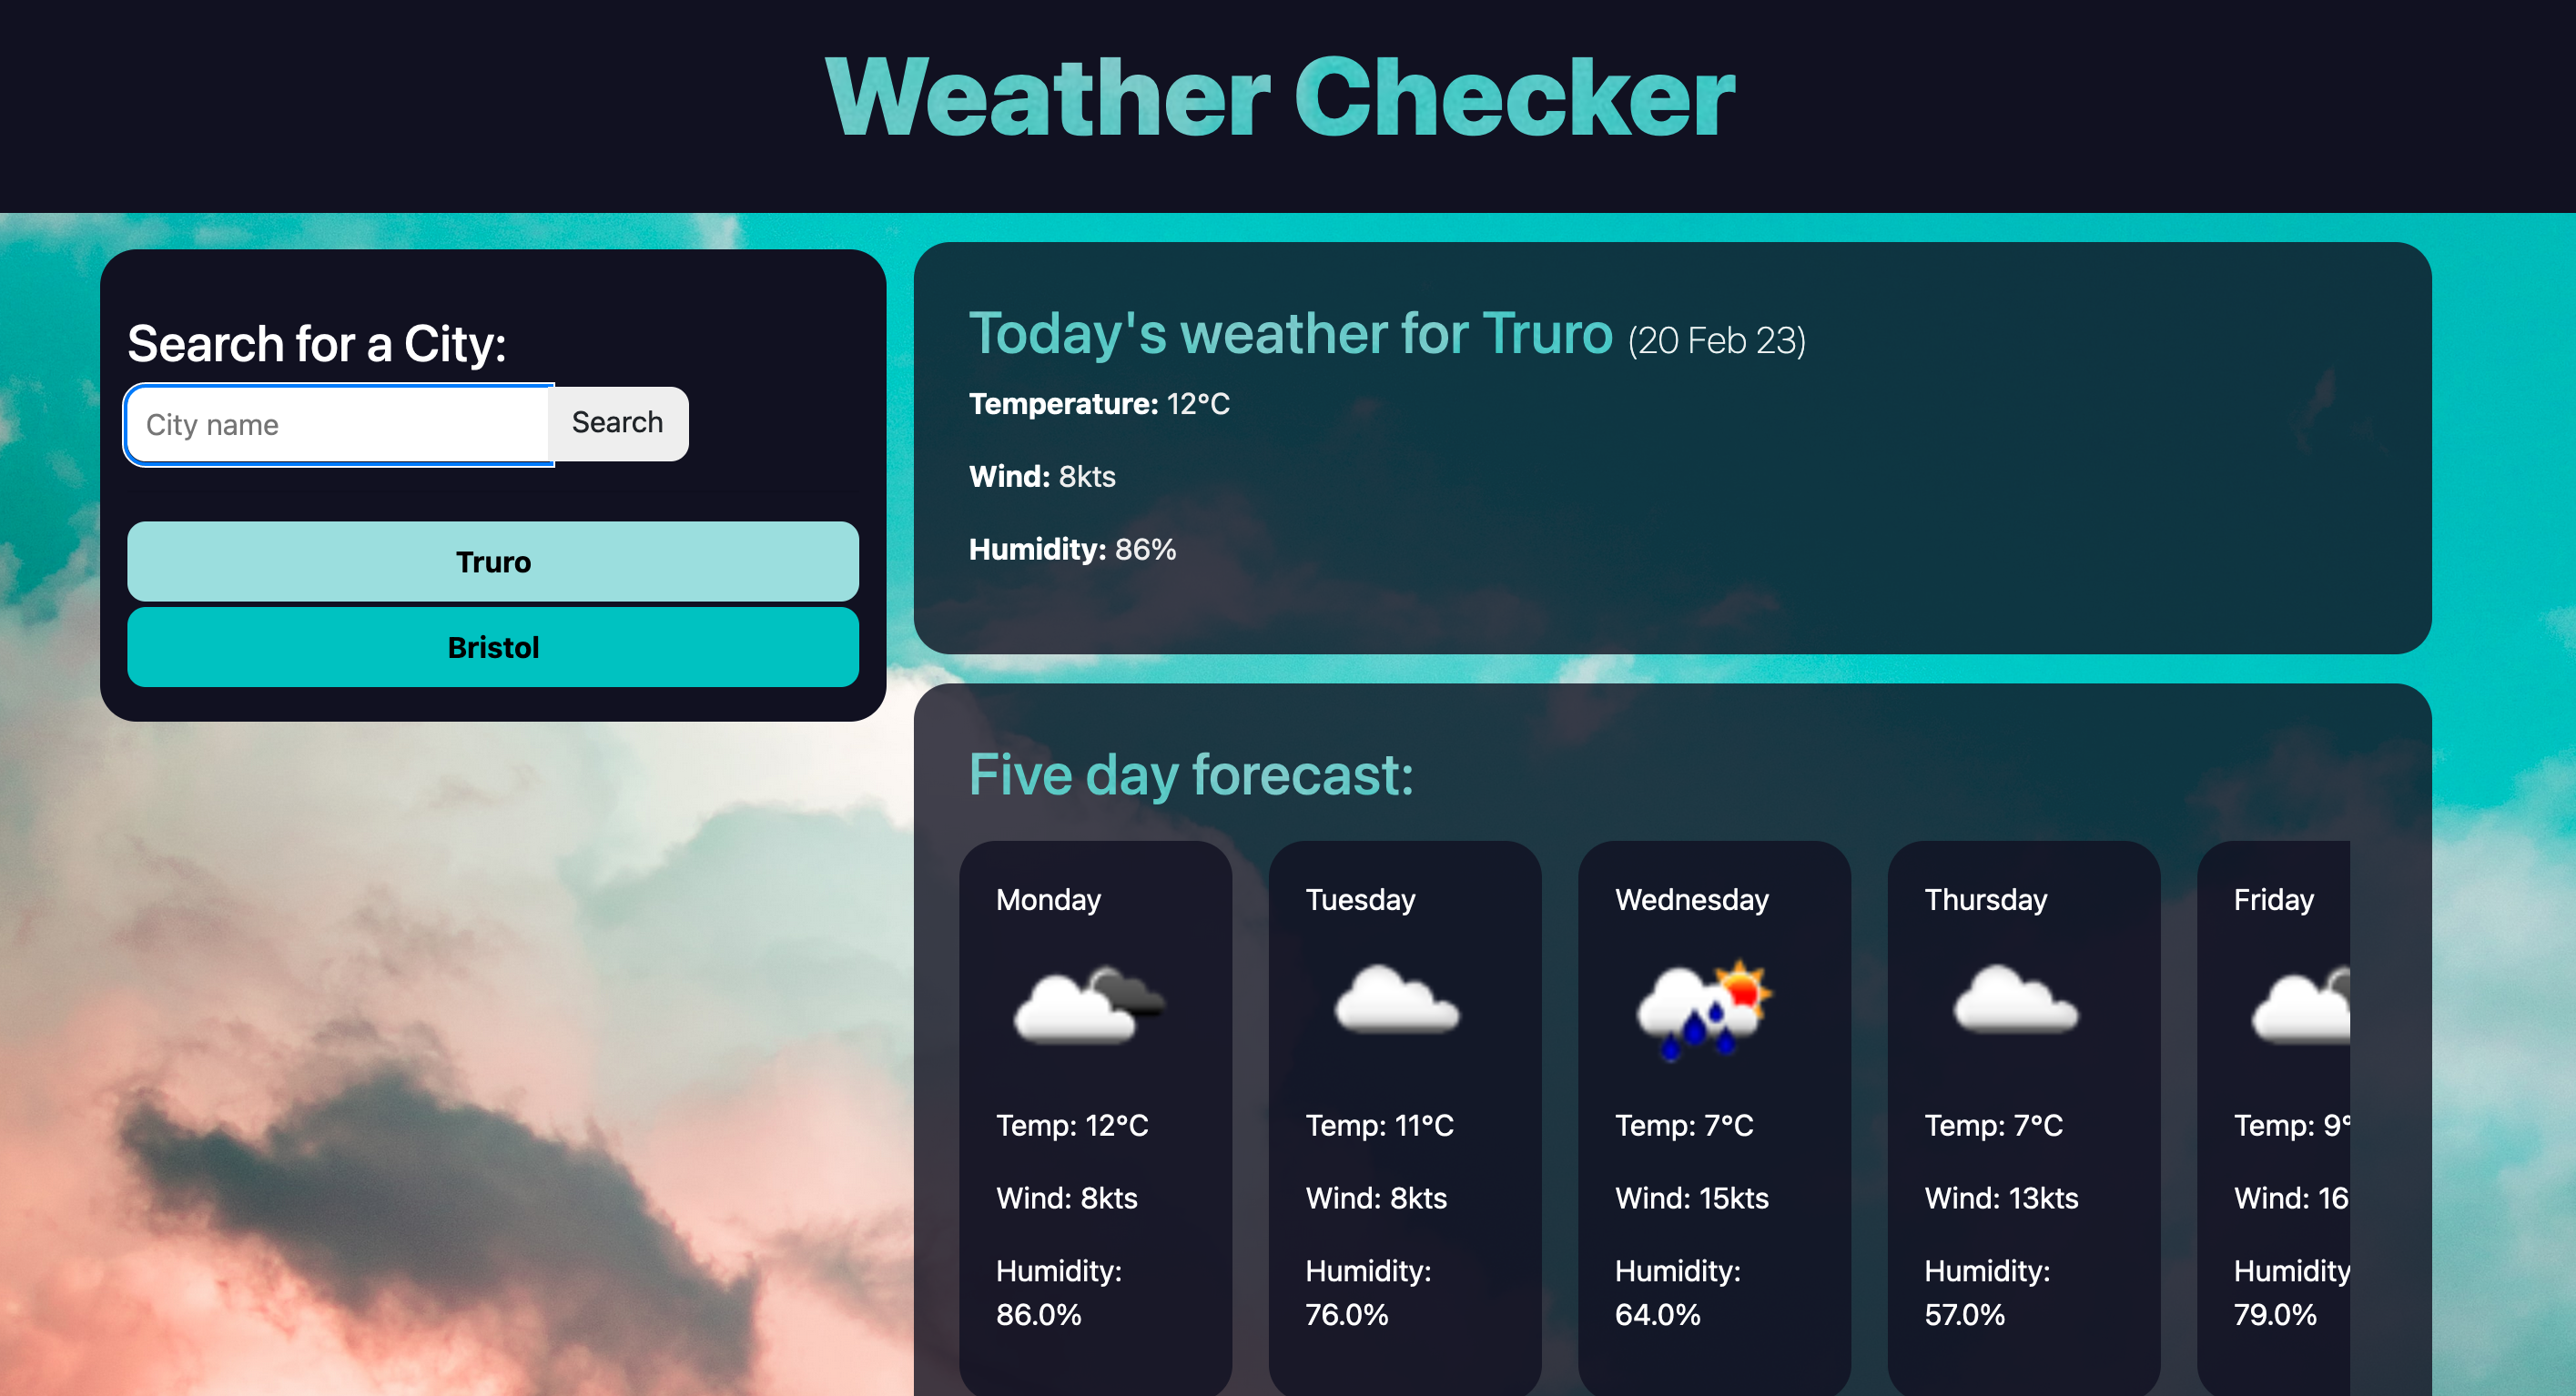 Weather Checker
Search for a City:
City name
Search
Truro
Bristol
Today's weather for Truro (20 Feb 23)
Temperature: 12°C
Wind: 8kts
Humidity: 86%
Five day forecast:
Monday
Temp: 12°C
Wind: 8kts
Humidity:
86.0%
Tuesday
Temp: 11°C
Wind: 8kts
Humidity:
76.0%
Wednesday
Temp: 7°C
Wind: 15kts
Humidity:
64.0%
Thursday
Temp: 7°C
Wind: 13kts
Humidity:
57.0%
Friday
Temp: 9°
Wind: 16
Humidity
79.0%